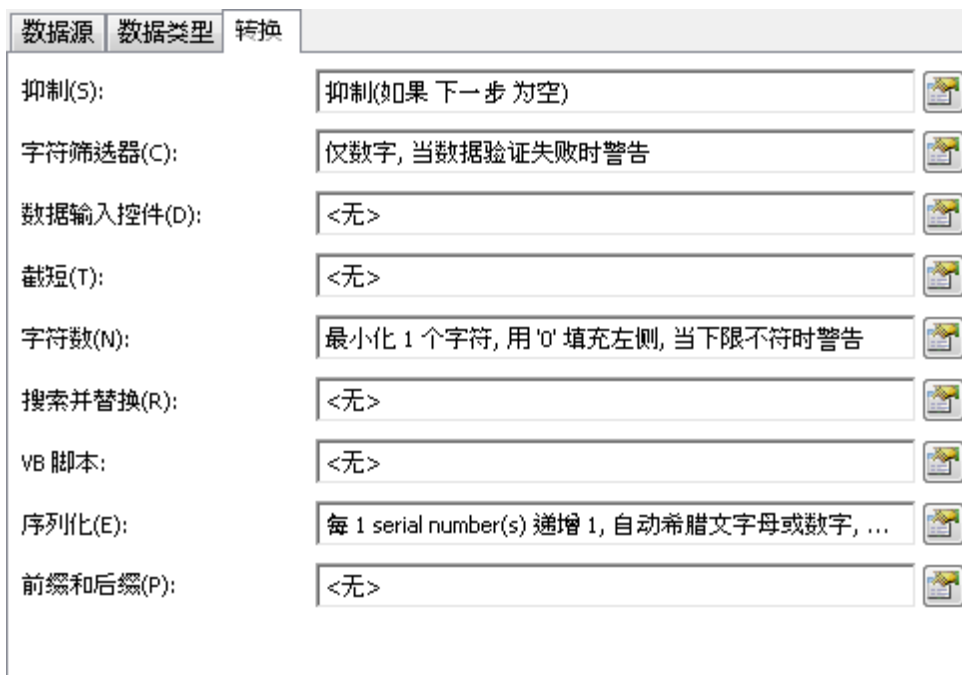 数据源 数据类型 转换
抑制(S): 抑制(如果 下一步 为空)
字符筛选器(C): 仅数字, 当数据验证失败时警告
数据输入控件(D): <无>
截短(T): <无>
字符数(N): 最小化 1 个字符, 用 '0' 填充左侧, 当下限不符时警告
搜索并替换(R): <无>
VB 脚本: <无>
序列化(E): 每 1 serial number(s) 递增 1, 自动希腊文字母或数字, ...
前缀和后缀(P): <无>